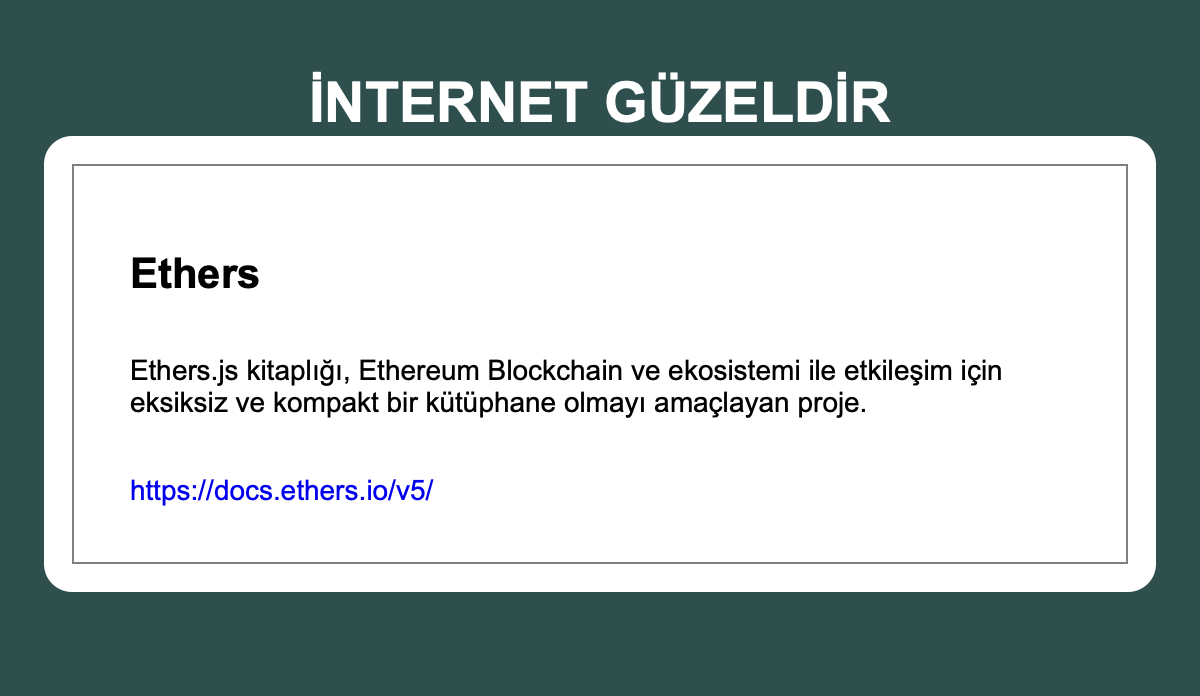 İNTERNET GÜZELDİR
Ethers
Ethers.js kitaplığı, Ethereum Blockchain ve ekosistemi ile etkileşim için
eksiksiz ve kompakt bir kütüphane olmayı amaçlayan proje.
https://docs.ethers.io/v5/